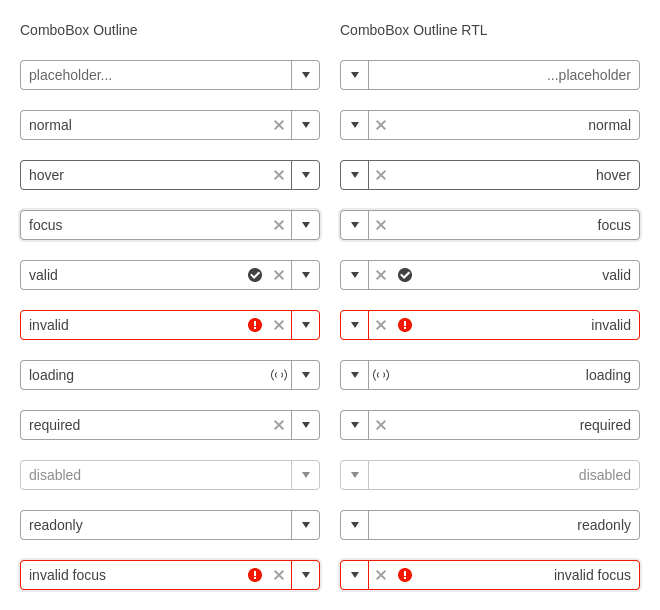 ComboBox Outline
placeholder...
normal
hover
focus
valid
invalid
loading
required
disabled
readonly
invalid focus
ComboBox Outline RTL
...placeholder
normal
hover
focus
valid
invalid
loading
required
disabled
readonly
invalid focus